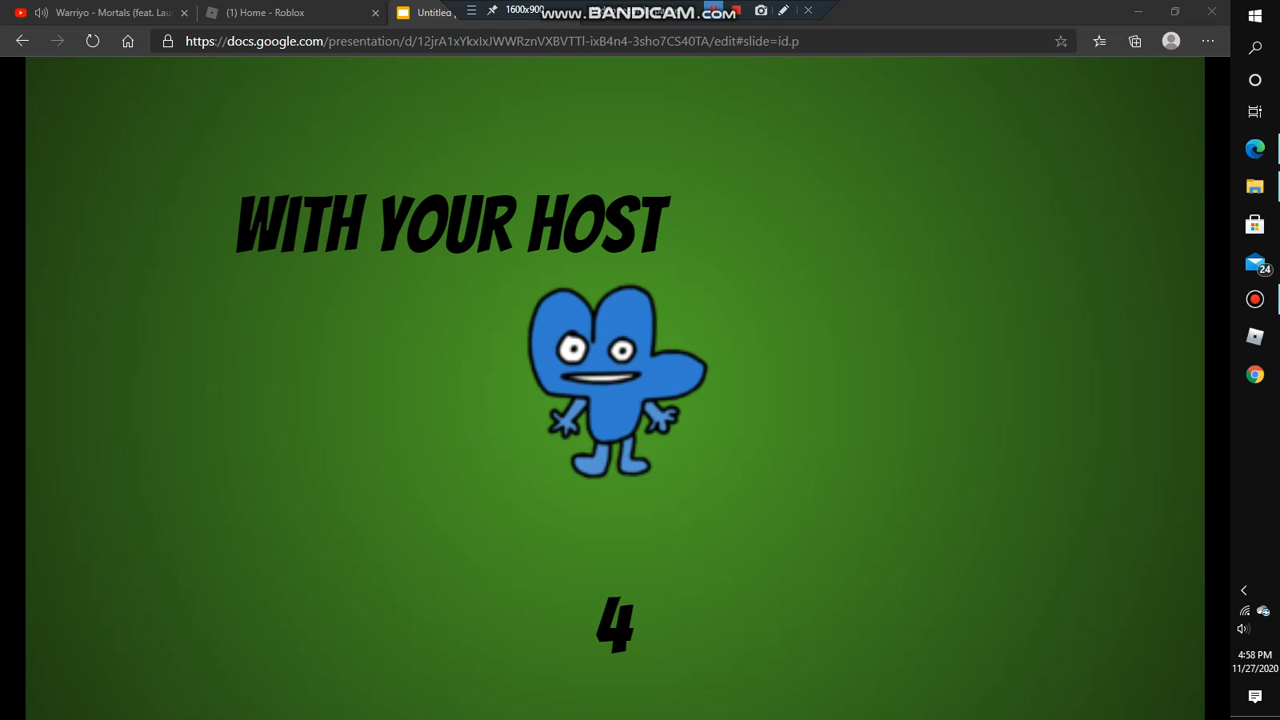 Warriyo - Mortals (feat. Lau
(1) Home - Roblox
Untitled
1600x900
www.BANDICAM.com
https://docs.google.com/presentation/d/12jrA1xYkxIxJWWRznVXBVTTl-ixB4n4-3sho7CS40TA/edit#slide=id.p
WITH YOUR HOST
4
24
4:58 PM
11/27/2020